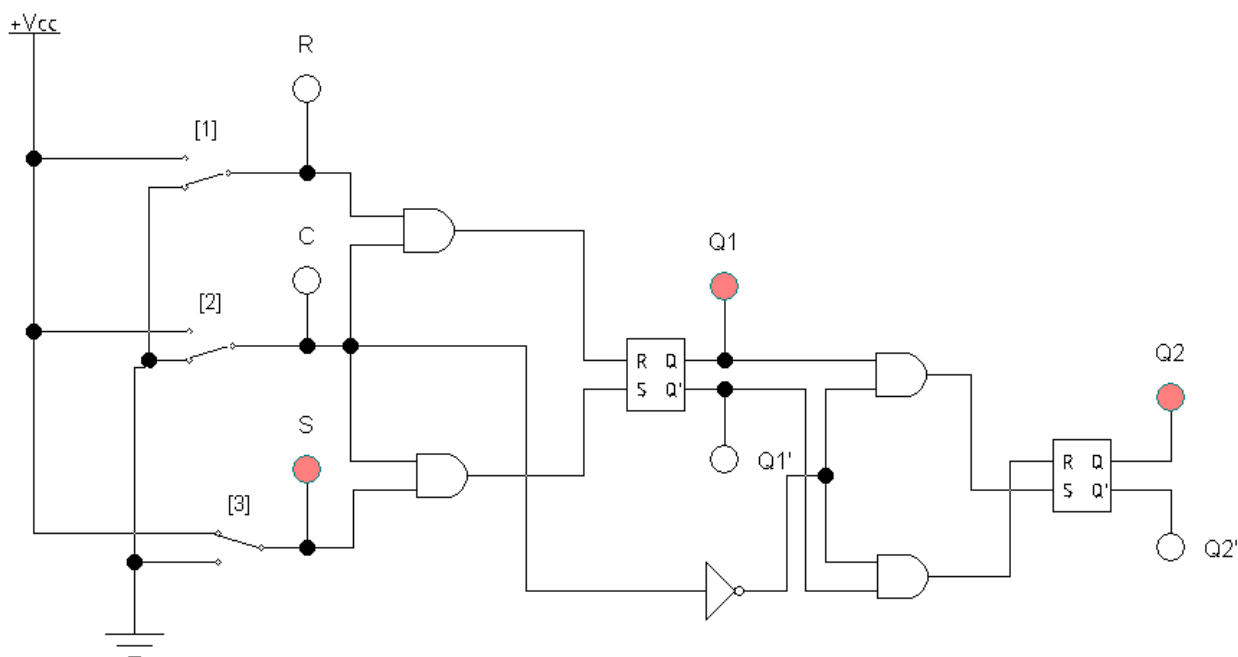 +Vcc
R
[1]
C
[2]
S
[3]
R Q
S Q'
Q1
Q1'
R Q
S Q'
Q2
Q2'